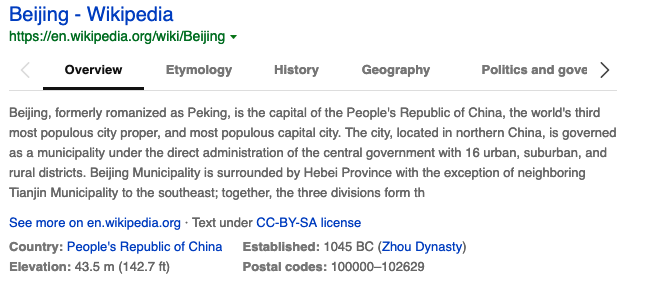 Beijing - Wikipedia
https://en.wikipedia.org/wiki/Beijing
Overview Etymology History Geography Politics and gove
Beijing, formerly romanized as Peking, is the capital of the People's Republic of China, the world's third
most populous city proper, and most populous capital city. The city, located in northern China, is governed
as a municipality under the direct administration of the central government with 16 urban, suburban, and
rural districts. Beijing Municipality is surrounded by Hebei Province with the exception of neighboring
Tianjin Municipality to the southeast; together, the three divisions form th
See more on en.wikipedia.org · Text under CC-BY-SA license
Country: People's Republic of China Established: 1045 BC (Zhou Dynasty)
Elevation: 43.5 m (142.7 ft) Postal codes: 100000–102629